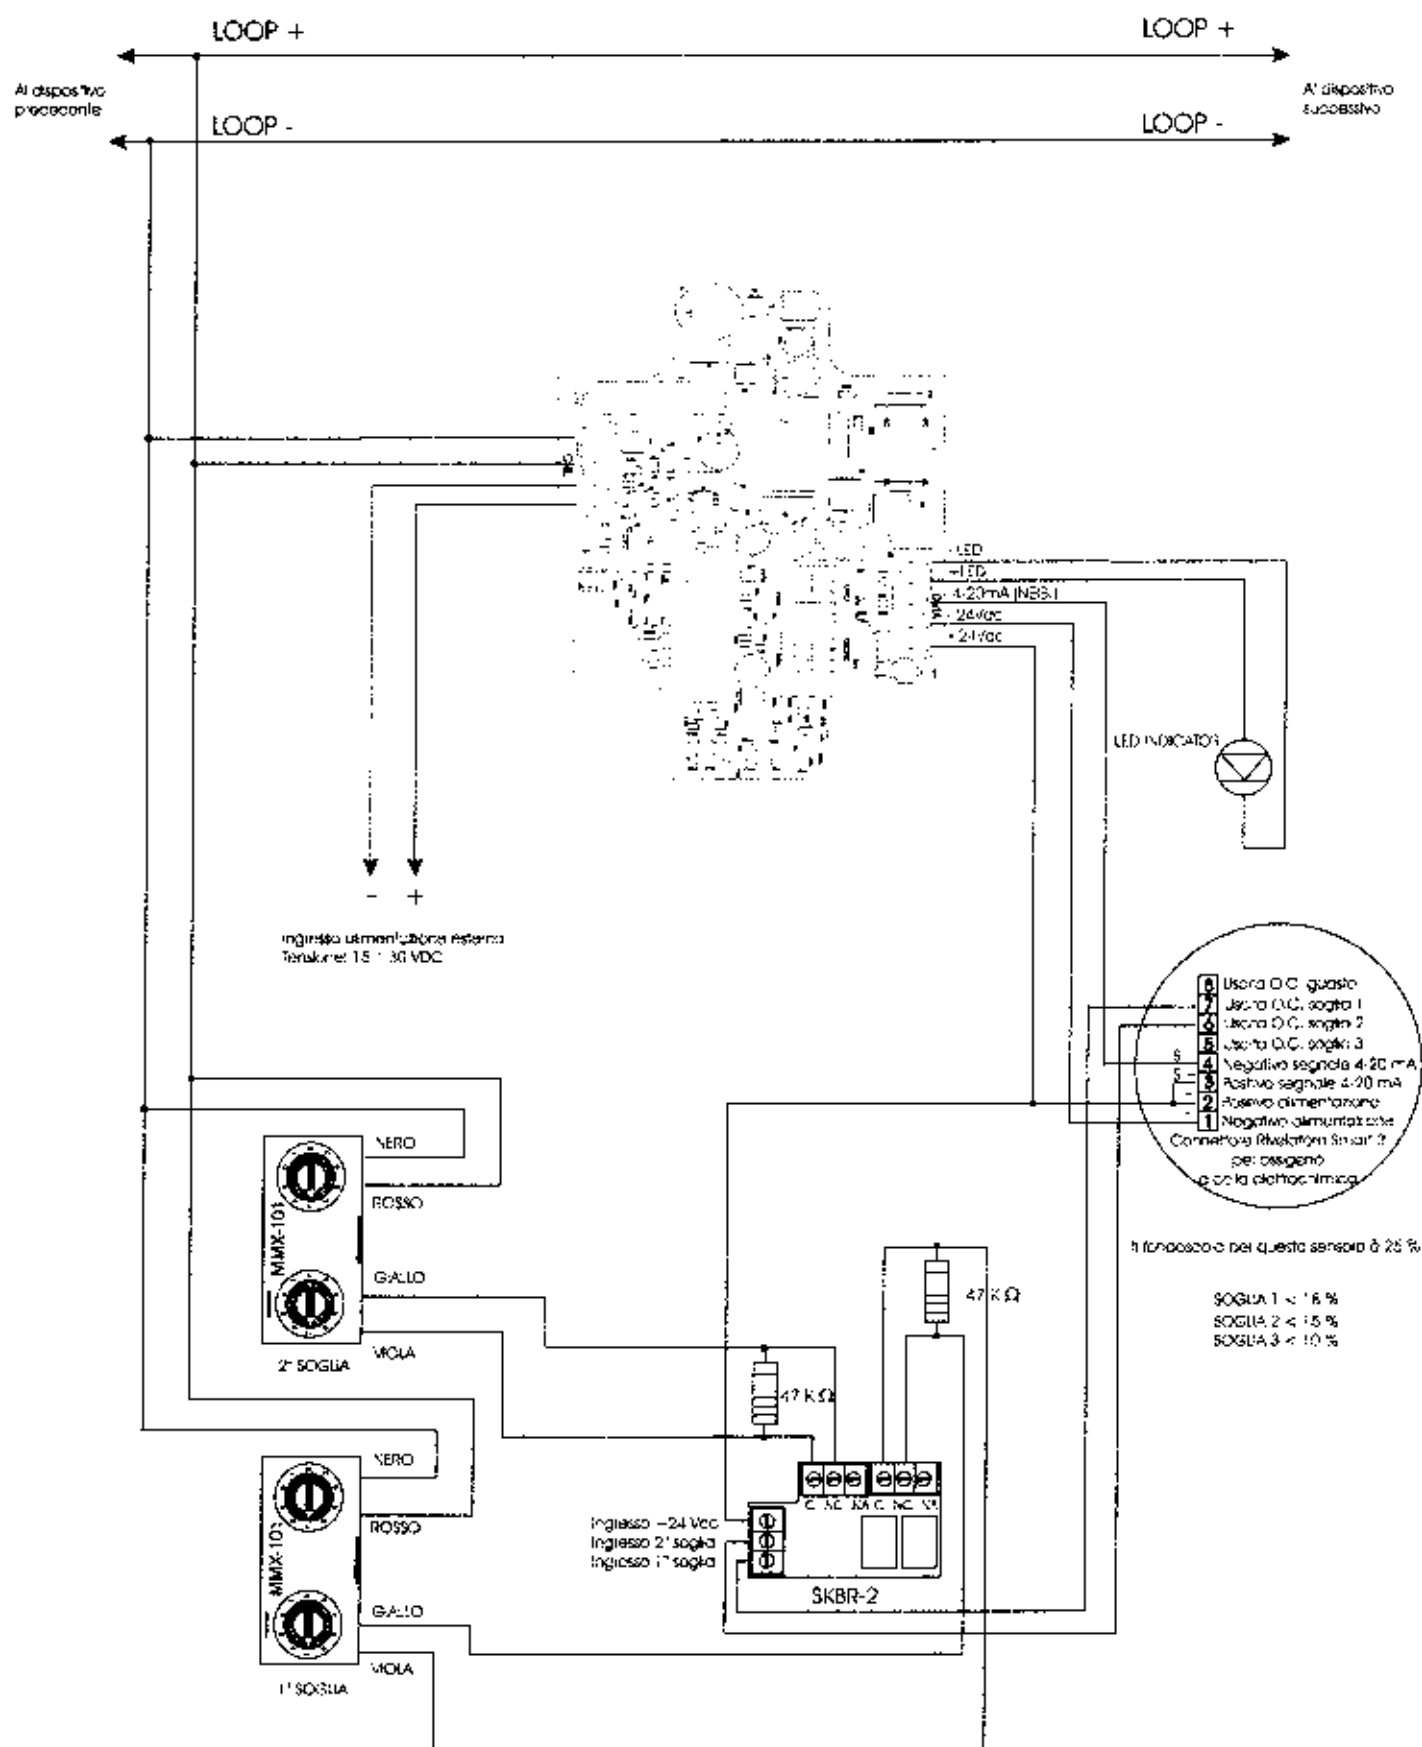 LOOP +
LOOP +
Al dispositivo
precedente
Al dispositivo
successivo
LOOP -
LOOP -
-LED
+LED
4-20mA
24Vdc
24Vdc
LED INDICATOR
- +
Ingresso alimentazione esterna
Tensione: 15 30 VDC
8 Uscita O.C. guasto
7 Uscita O.C. soglia 1
6 Uscita O.C. soglia 2
5 Uscita O.C. soglia 3
S 4 Negativo segnale 4-20 mA
S 3 Positivo segnale 4-20 mA
2 Positivo alimentazione
1 Negativo alimentazione
Connettore Rivelatore Smart 3
per ossigeno
a cella elettrochimica
Il fondoscala per questo sensore è 25 %
SOGLIA 1 < 18 %
SOGLIA 2 < 15 %
SOGLIA 3 < 10 %
NERO
ROSSO
MMX-101
GIALLO
VIOLA
2° SOGLIA
47 K Ω
47 K Ω
NERO
ROSSO
MMX-101
GIALLO
VIOLA
1° SOGLIA
C NC NA C NC NA
Ingresso 24 Vdc
Ingresso 2° soglia
Ingresso 1° soglia
SKBR-2